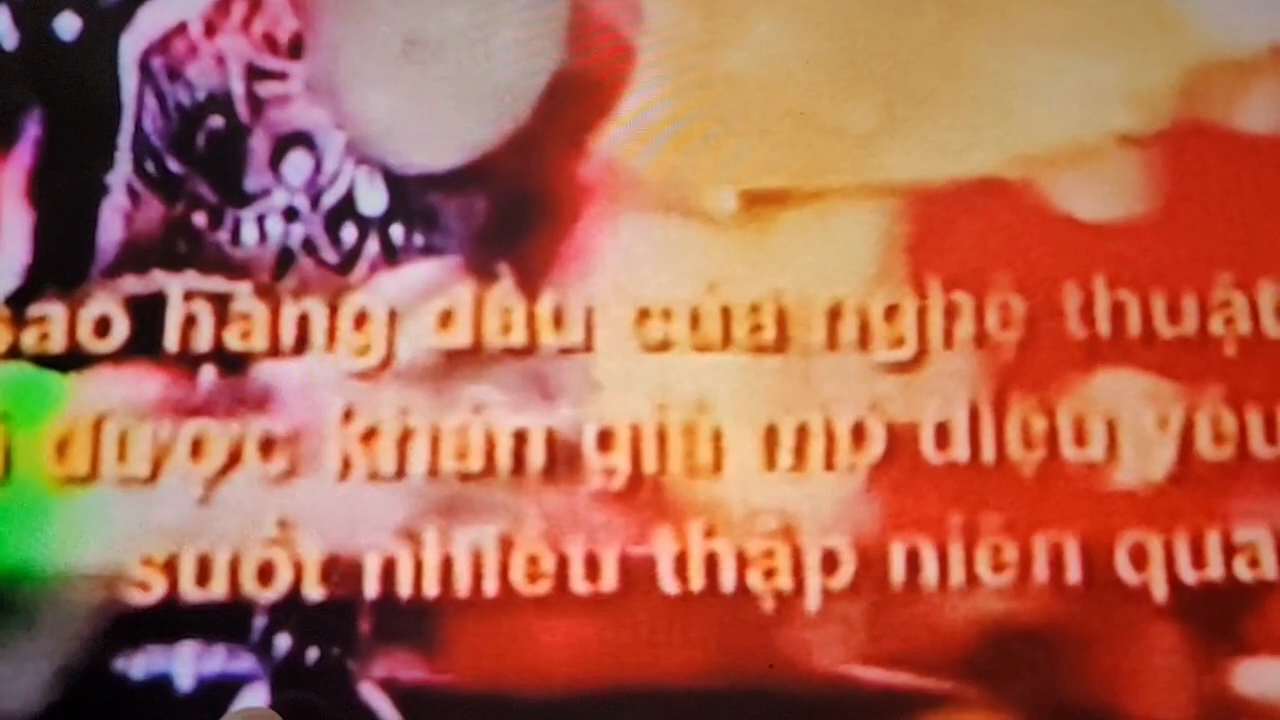 sao hàng đầu của nghệ thuật
được khán giả mộ điệu yêu
suốt nhiều thập niên qua